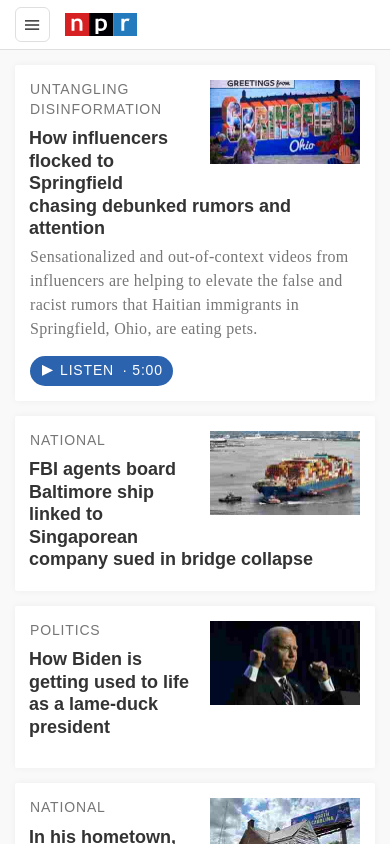 npr
UNTANGLING
DISINFORMATION
GREETINGS from
SPRINGFIELD
Ohio
How influencers
flocked to
Springfield
chasing debunked rumors and
attention
Sensationalized and out-of-context videos from
influencers are helping to elevate the false and
racist rumors that Haitian immigrants in
Springfield, Ohio, are eating pets.
LISTEN · 5:00
NATIONAL
FBI agents board
Baltimore ship
linked to
Singaporean
company sued in bridge collapse
POLITICS
How Biden is
getting used to life
as a lame-duck
president
NATIONAL
In his hometown,
NORTH
CAROLINA